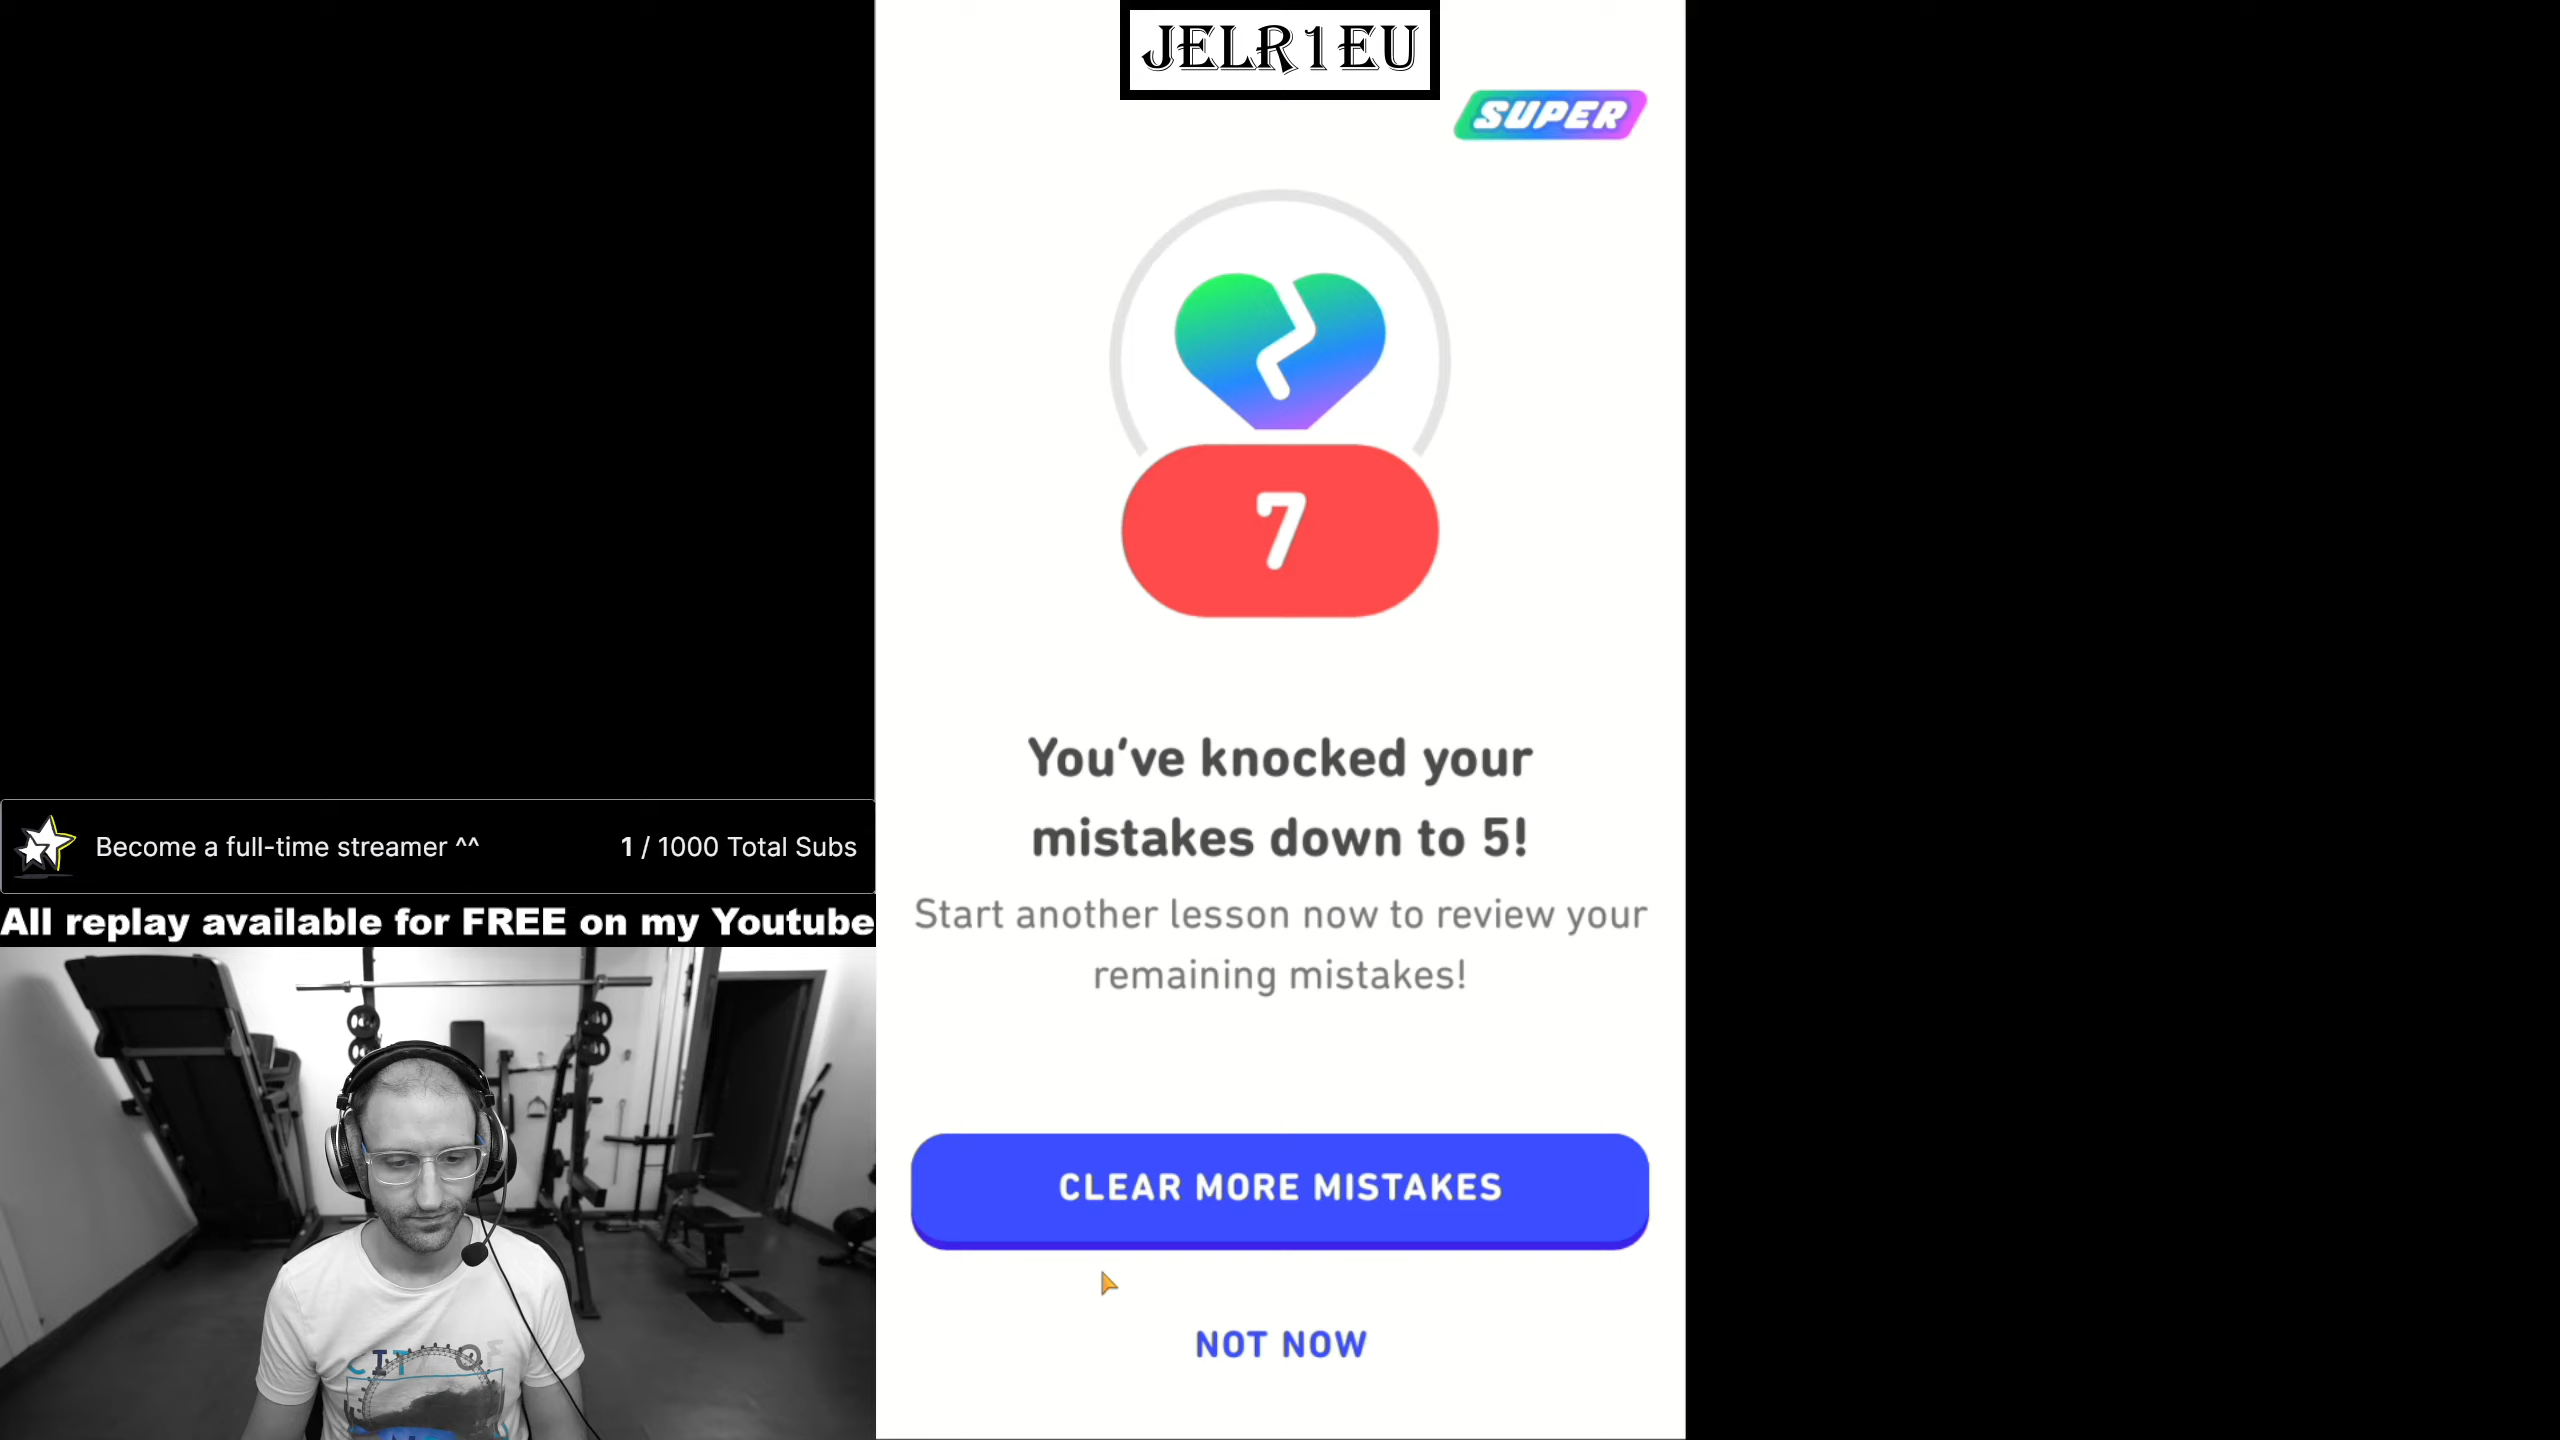 JELR1EU
SUPER
7
You've knocked your
mistakes down to 5!
Start another lesson now to review your
remaining mistakes!
CLEAR MORE MISTAKES
NOT NOW
Become a full-time streamer ^^
1 / 1000 Total Subs
All replay available for FREE on my Youtube